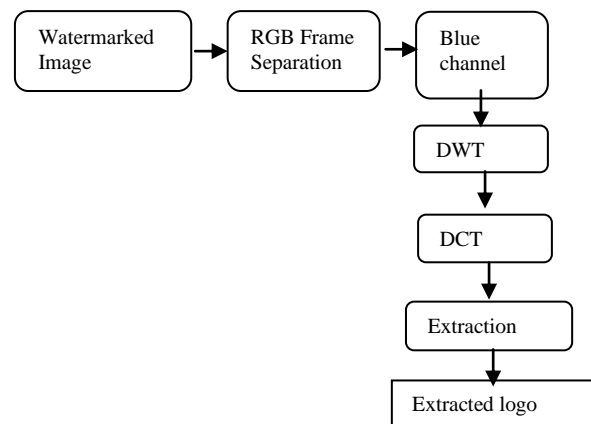 Watermarked
Image
RGB Frame
Separation
Blue
channel
DWT
DCT
Extraction
Extracted logo